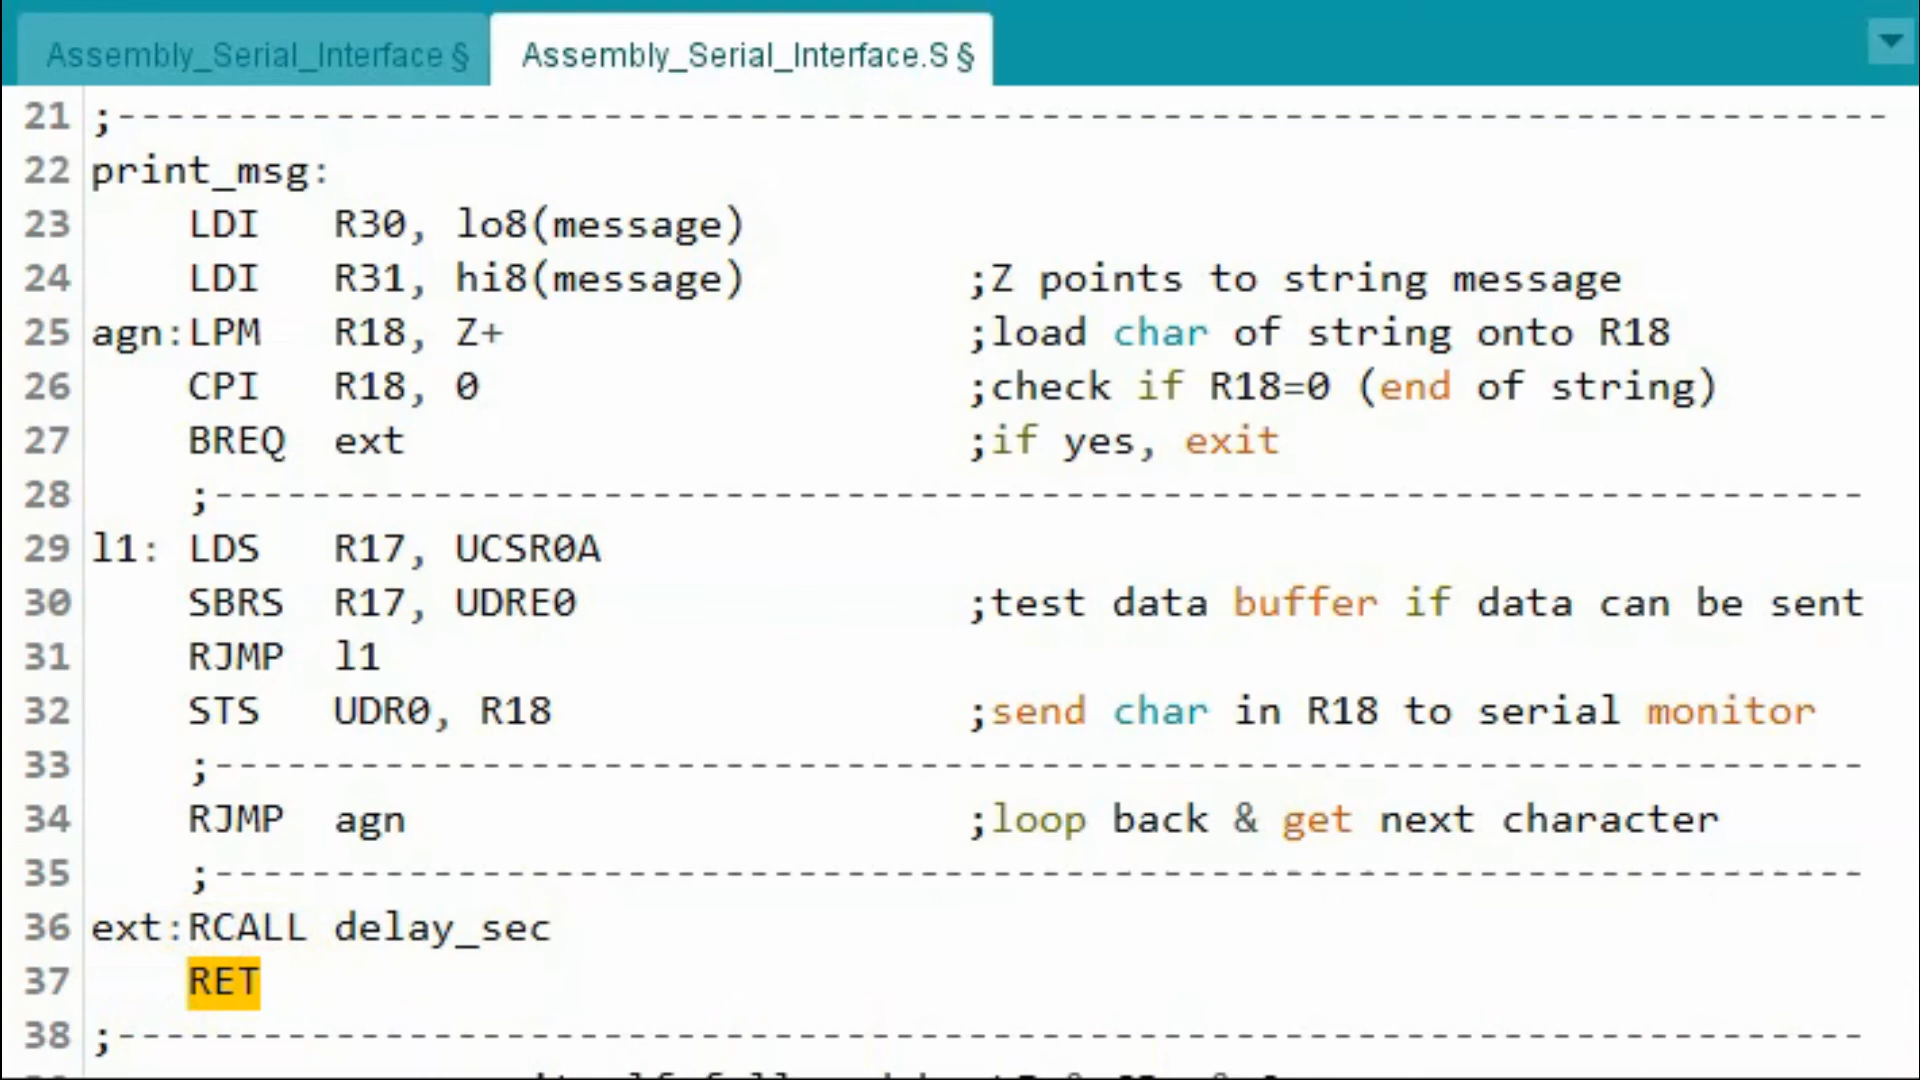 Assembly_Serial_Interface § Assembly_Serial_Interface.S §
21 ;-------------------------------------------------------------------------
22 print_msg:
23 LDI R30, lo8(message)
24 LDI R31, hi8(message) ;Z points to string message
25 agn:LPM R18, Z+ ;load char of string onto R18
26 CPI R18, 0 ;check if R18=0 (end of string)
27 BREQ ext ;if yes, exit
28 ;--------------------------------------------------------------------
29 l1: LDS R17, UCSR0A
30 SBRS R17, UDRE0 ;test data buffer if data can be sent
31 RJMP l1
32 STS UDR0, R18 ;send char in R18 to serial monitor
33 ;--------------------------------------------------------------------
34 RJMP agn ;loop back & get next character
35 ;--------------------------------------------------------------------
36 ext:RCALL delay_sec
37 RET
38 ;------------------------------------------------------------------------